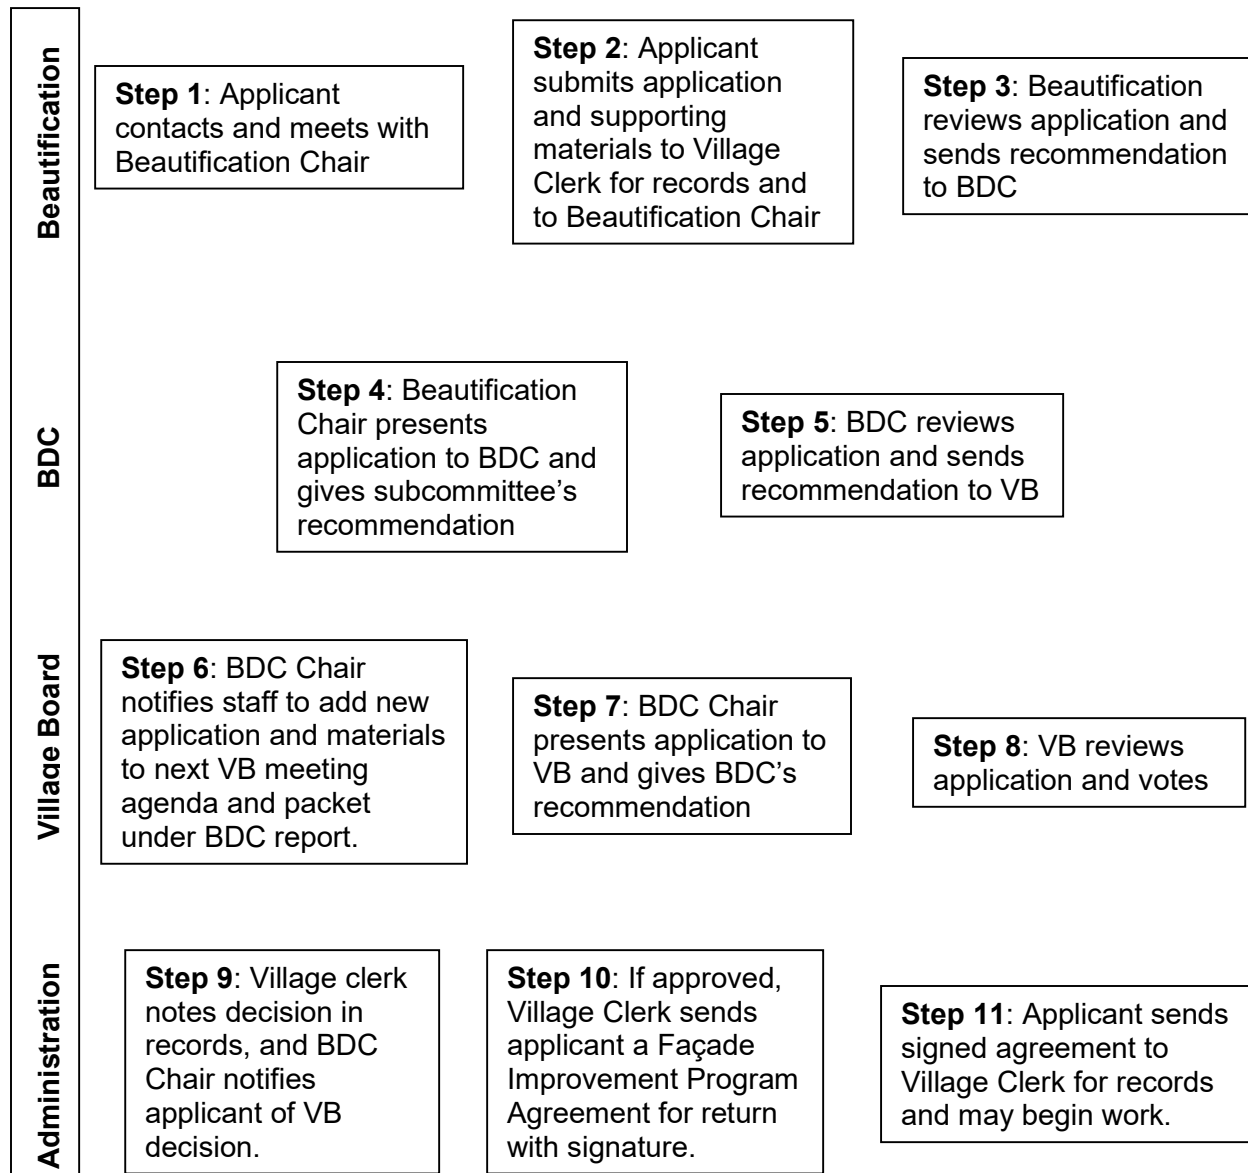 Beautification
Step 1: Applicant
contacts and meets with
Beautification Chair
Step 2: Applicant
submits application
and supporting
materials to Village
Clerk for records and
to Beautification Chair
Step 3: Beautification
reviews application and
sends recommendation
to BDC
BDC
Step 4: Beautification
Chair presents
application to BDC and
gives subcommittee’s
recommendation
Step 5: BDC reviews
application and sends
recommendation to VB
Village Board
Step 6: BDC Chair
notifies staff to add new
application and materials
to next VB meeting
agenda and packet
under BDC report.
Step 7: BDC Chair
presents application to
VB and gives BDC’s
recommendation
Step 8: VB reviews
application and votes
Administration
Step 9: Village clerk
notes decision in
records, and BDC
Chair notifies
applicant of VB
decision.
Step 10: If approved,
Village Clerk sends
applicant a Façade
Improvement Program
Agreement for return
with signature.
Step 11: Applicant sends
signed agreement to
Village Clerk for records
and may begin work.